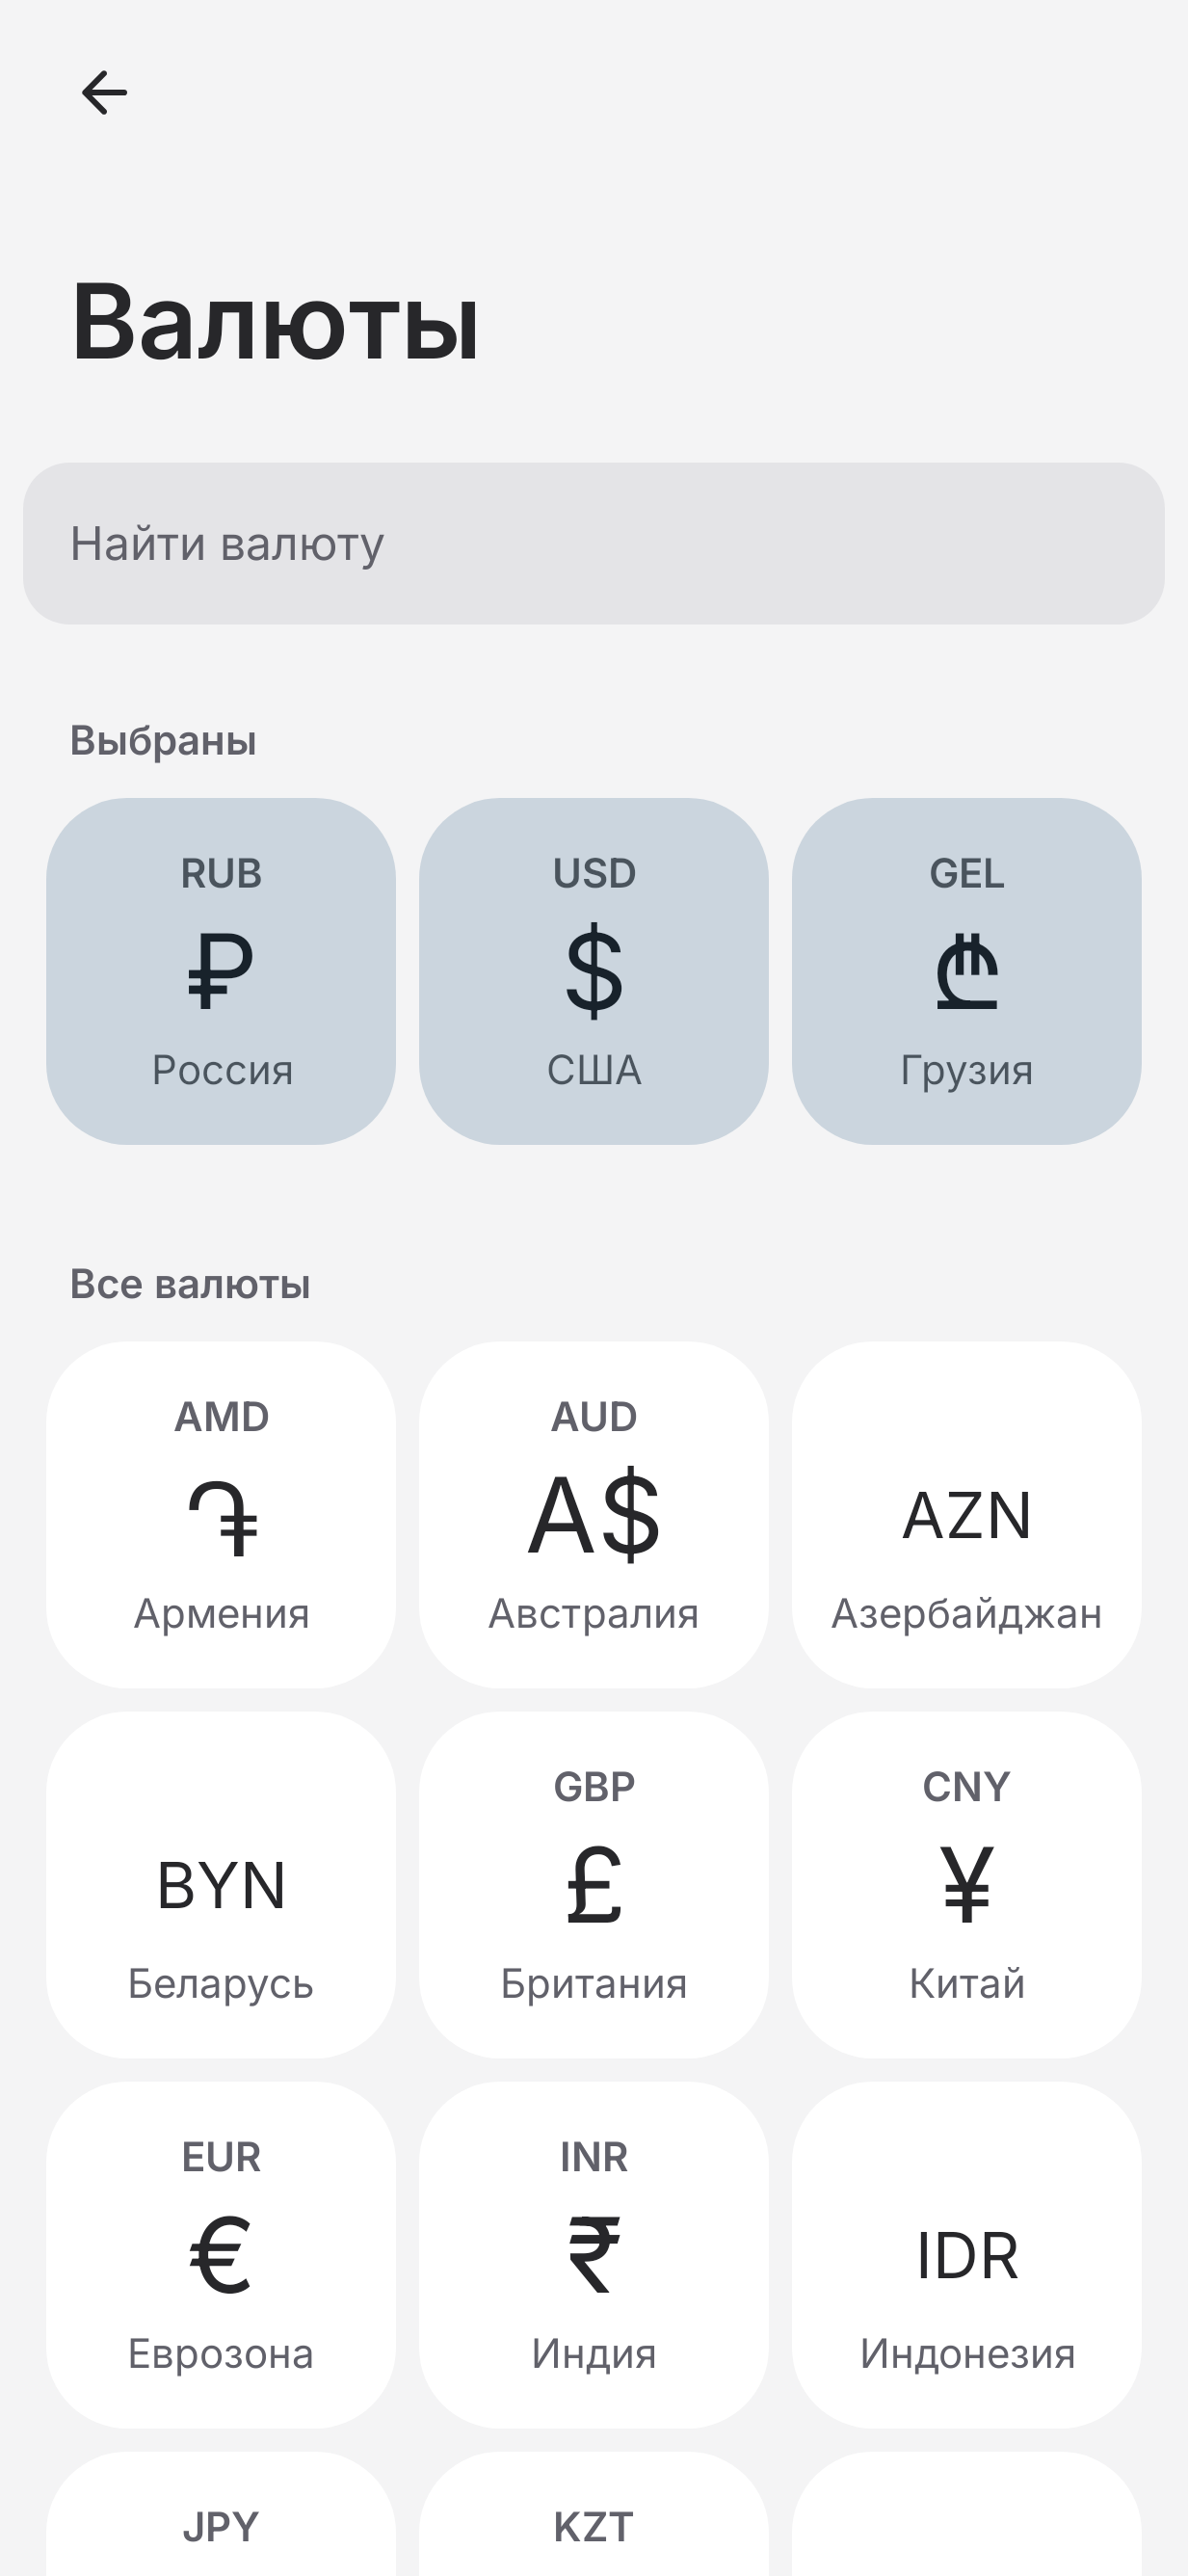 Валюты
Найти валюту
Выбраны
RUB USD GEL
₽ $ ₾
Россия США Грузия
Все валюты
AMD AUD
֏ A$ AZN
Армения Австралия Азербайджан
GBP CNY
BYN £ ¥
Беларусь Британия Китай
EUR INR
€ ₹ IDR
Еврозона Индия Индонезия
JPY KZT